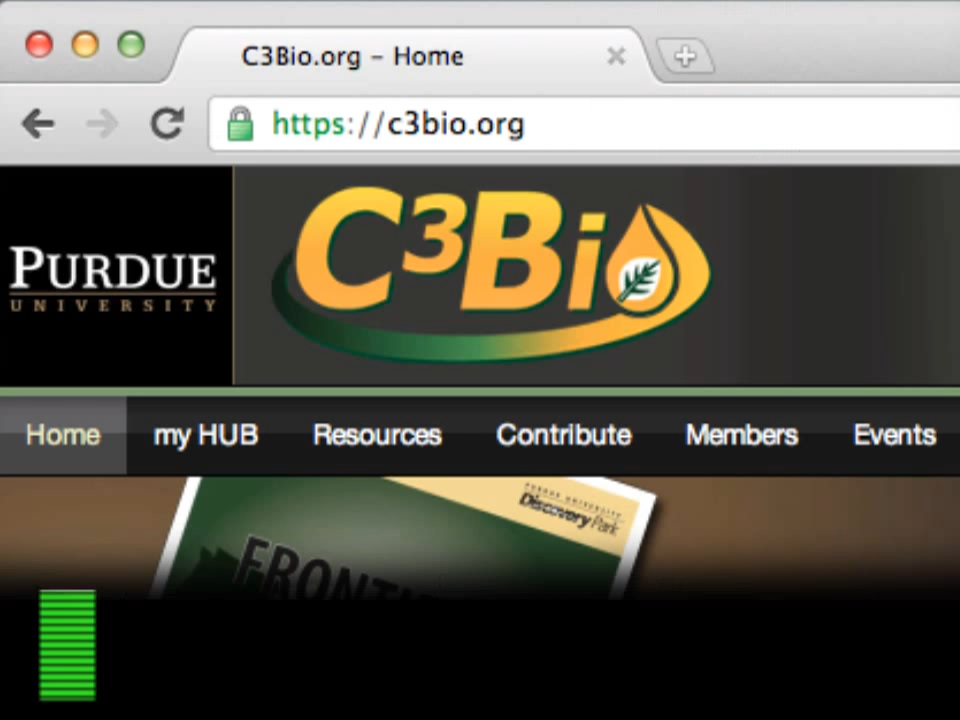 C3Bio.org – Home
https://c3bio.org
PURDUE
UNIVERSITY
C³Bio
Home my HUB Resources Contribute Members Events
PURDUE UNIVERSITY
Discovery Park